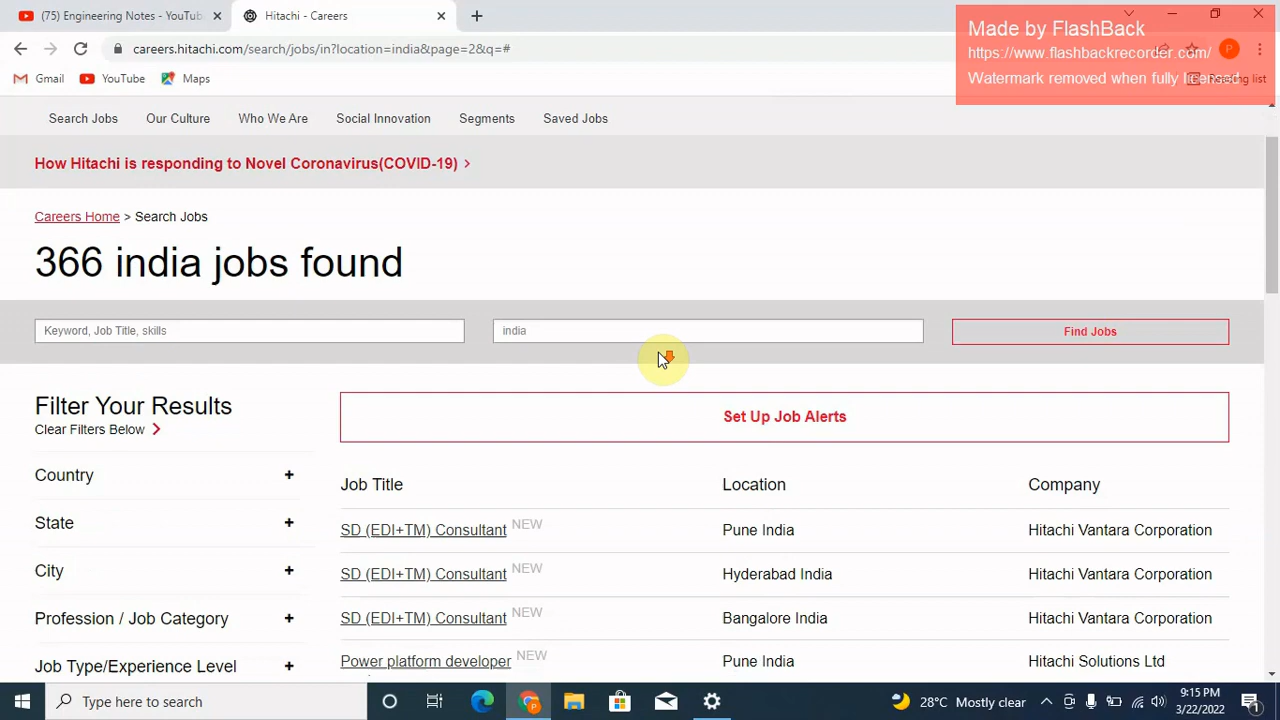 (75) Engineering Notes - YouTub
Hitachi - Careers
careers.hitachi.com/search/jobs/in?location=india&page=2&q=#
Made by FlashBack
https://www.flashbackrecorder.com/
Watermark removed when fully licensed
P
Gmail
YouTube
Maps
Reading list
Search Jobs
Our Culture
Who We Are
Social Innovation
Segments
Saved Jobs
How Hitachi is responding to Novel Coronavirus(COVID-19) >
Careers Home > Search Jobs
366 india jobs found
Keyword, Job Title, skills
india
Find Jobs
Filter Your Results
Clear Filters Below
Set Up Job Alerts
Country +
State +
City +
Profession / Job Category +
Job Type/Experience Level +
Job Title Location Company
SD (EDI+TM) Consultant NEW Pune India Hitachi Vantara Corporation
SD (EDI+TM) Consultant NEW Hyderabad India Hitachi Vantara Corporation
SD (EDI+TM) Consultant NEW Bangalore India Hitachi Vantara Corporation
Power platform developer NEW Pune India Hitachi Solutions Ltd
Type here to search
28°C Mostly clear
9:15 PM
3/22/2022
1